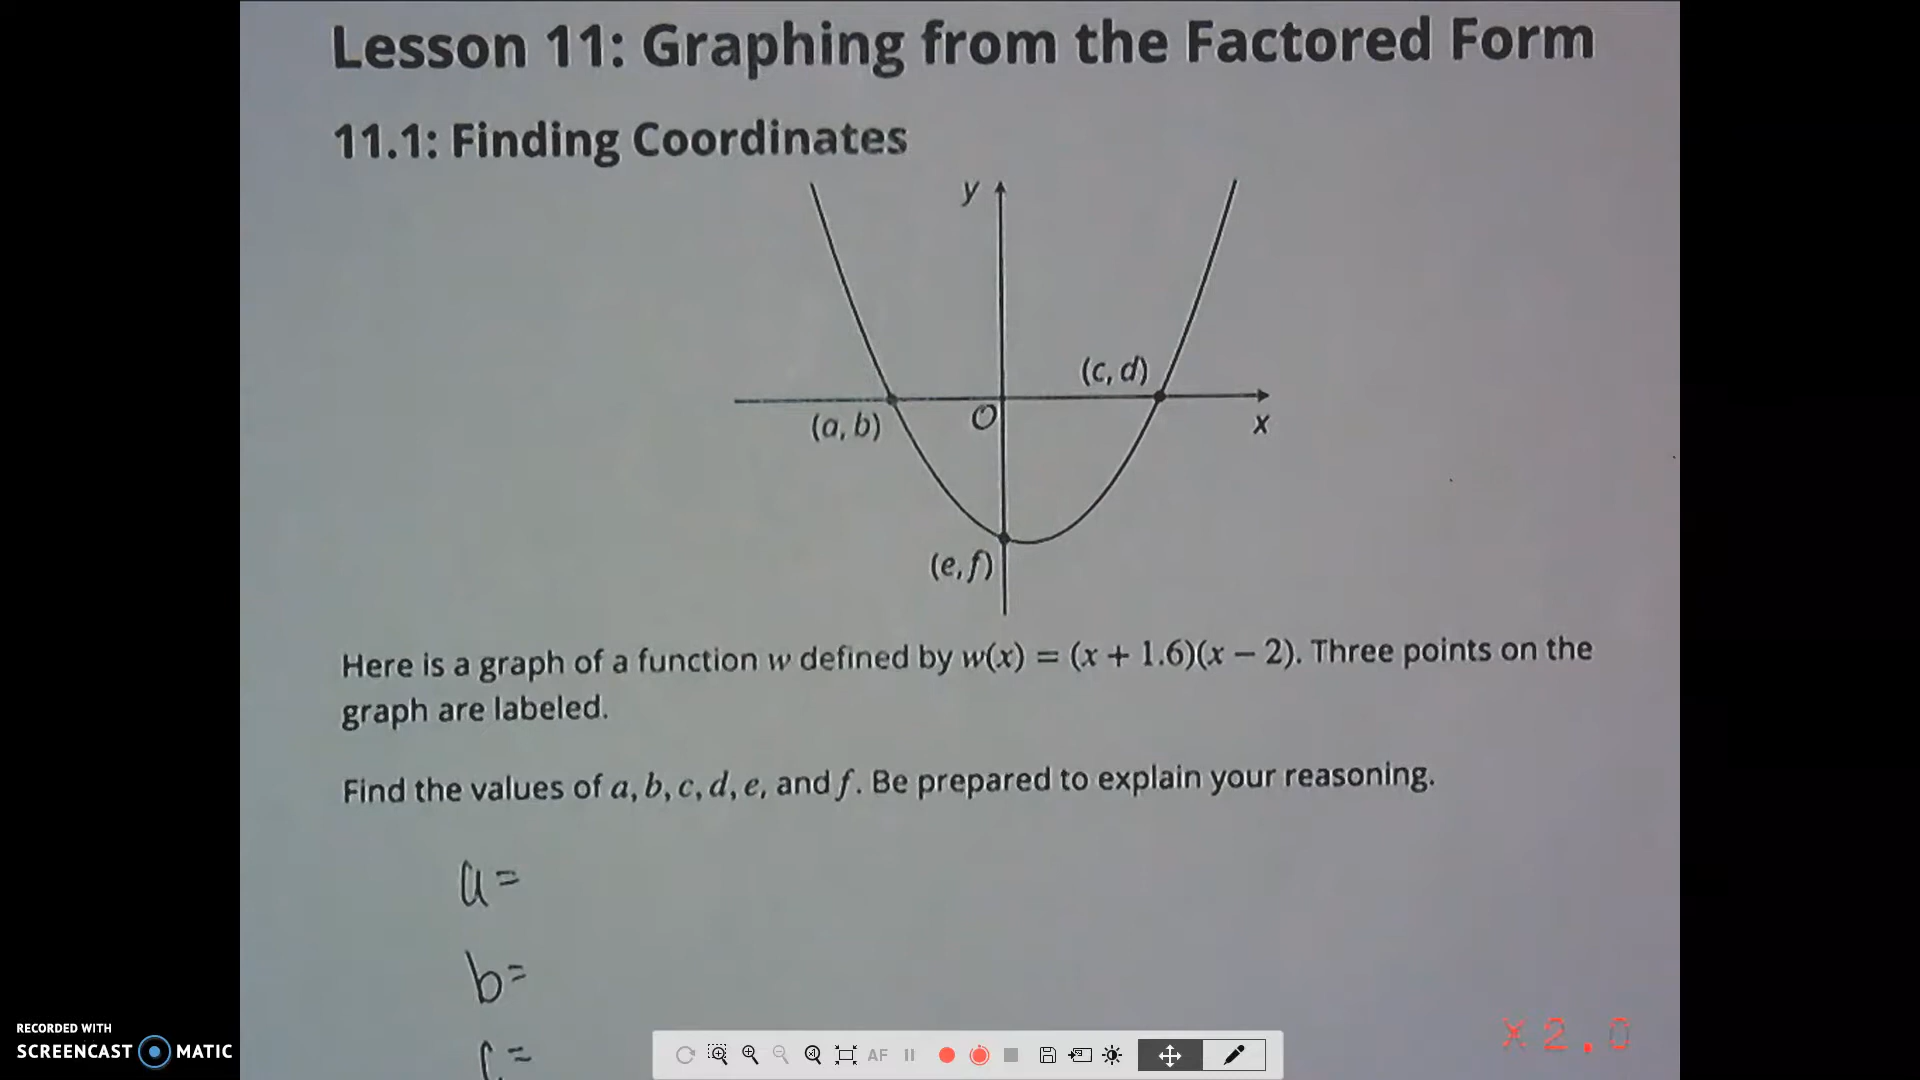 Lesson 11: Graphing from the Factored Form
11.1: Finding Coordinates
y
(c, d)
(a, b)
O
x
(e, f)
Here is a graph of a function w defined by w(x) = (x + 1.6)(x − 2). Three points on the
graph are labeled.
Find the values of a, b, c, d, e, and f. Be prepared to explain your reasoning.
a=
b=
c=
RECORDED WITH
SCREENCAST MATIC
AF
X2.0